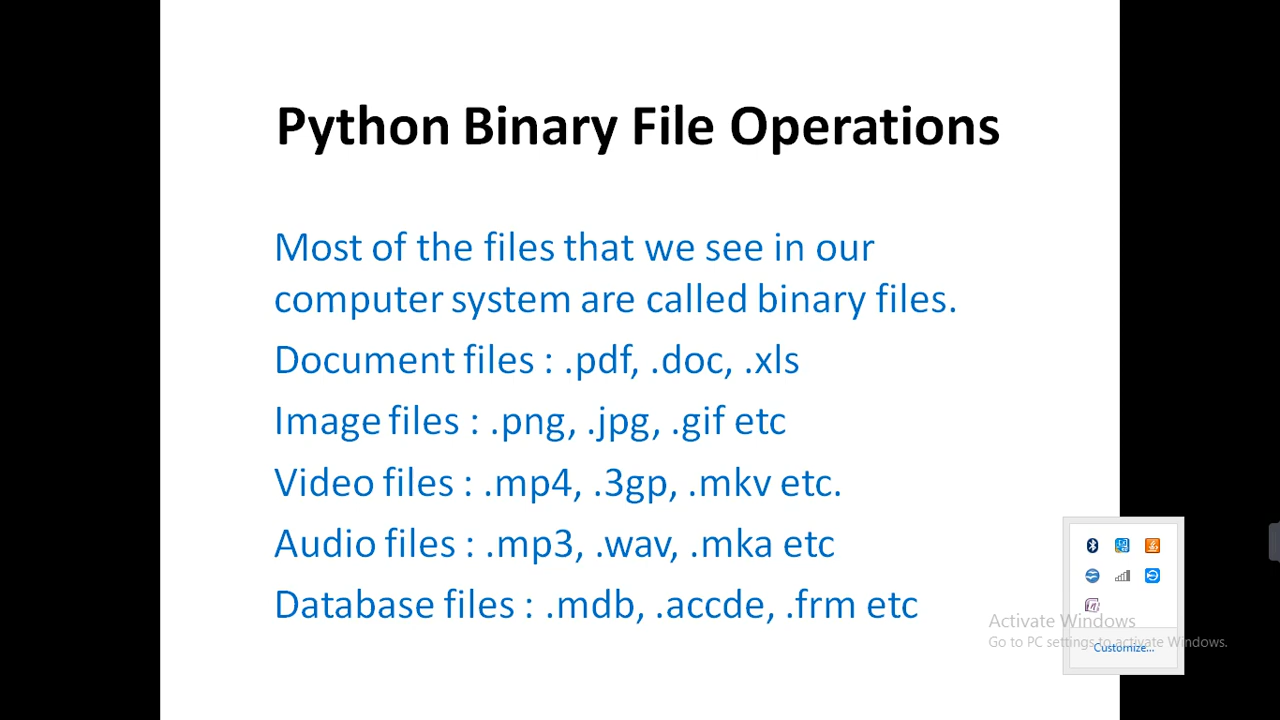 Python Binary File Operations
Most of the files that we see in our
computer system are called binary files.
Document files : .pdf, .doc, .xls
Image files : .png, .jpg, .gif etc
Video files : .mp4, .3gp, .mkv etc.
Audio files : .mp3, .wav, .mka etc
Database files : .mdb, .accde, .frm etc
Activate Windows
Go to PC settings to activate Windows.
Customize...